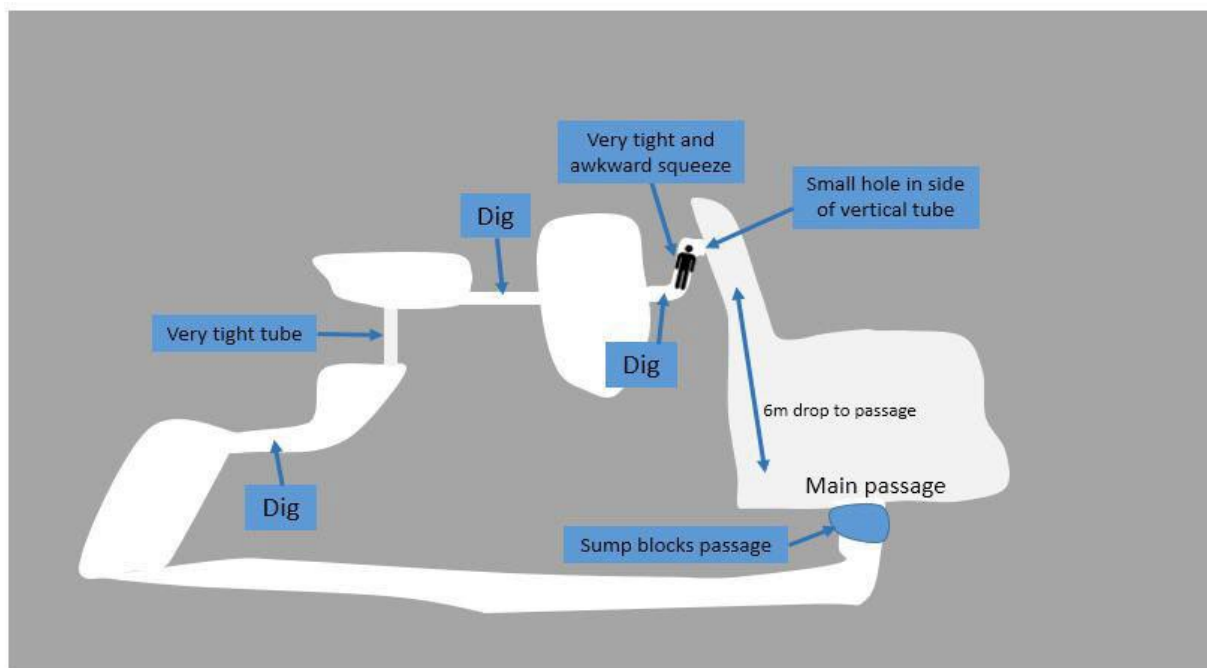 Very tight and
awkward squeeze
Small hole in side
of vertical tube
Dig
Very tight tube
Dig
6m drop to passage
Dig
Main passage
Sump blocks passage